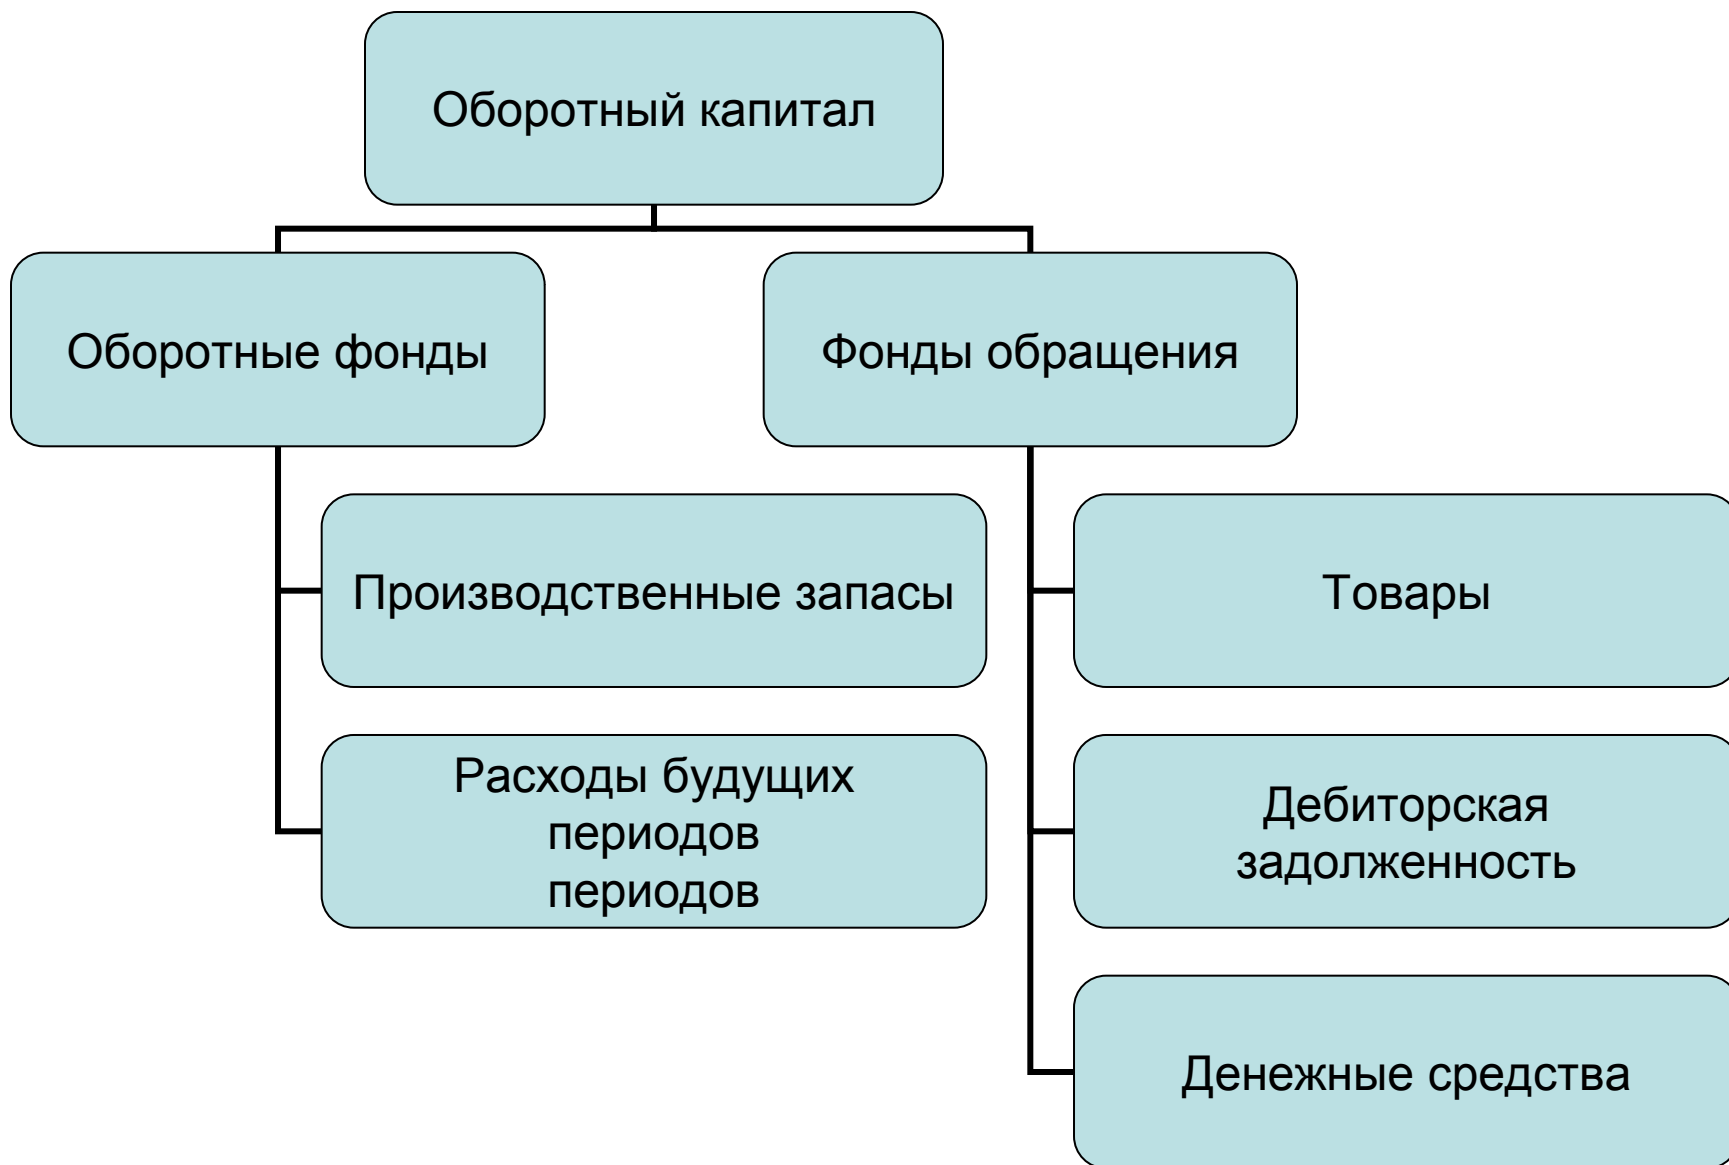 Оборотный капитал
Оборотные фонды
Фонды обращения
Производственные запасы
Товары
Расходы будущих
периодов
периодов
Дебиторская
задолженность
Денежные средства